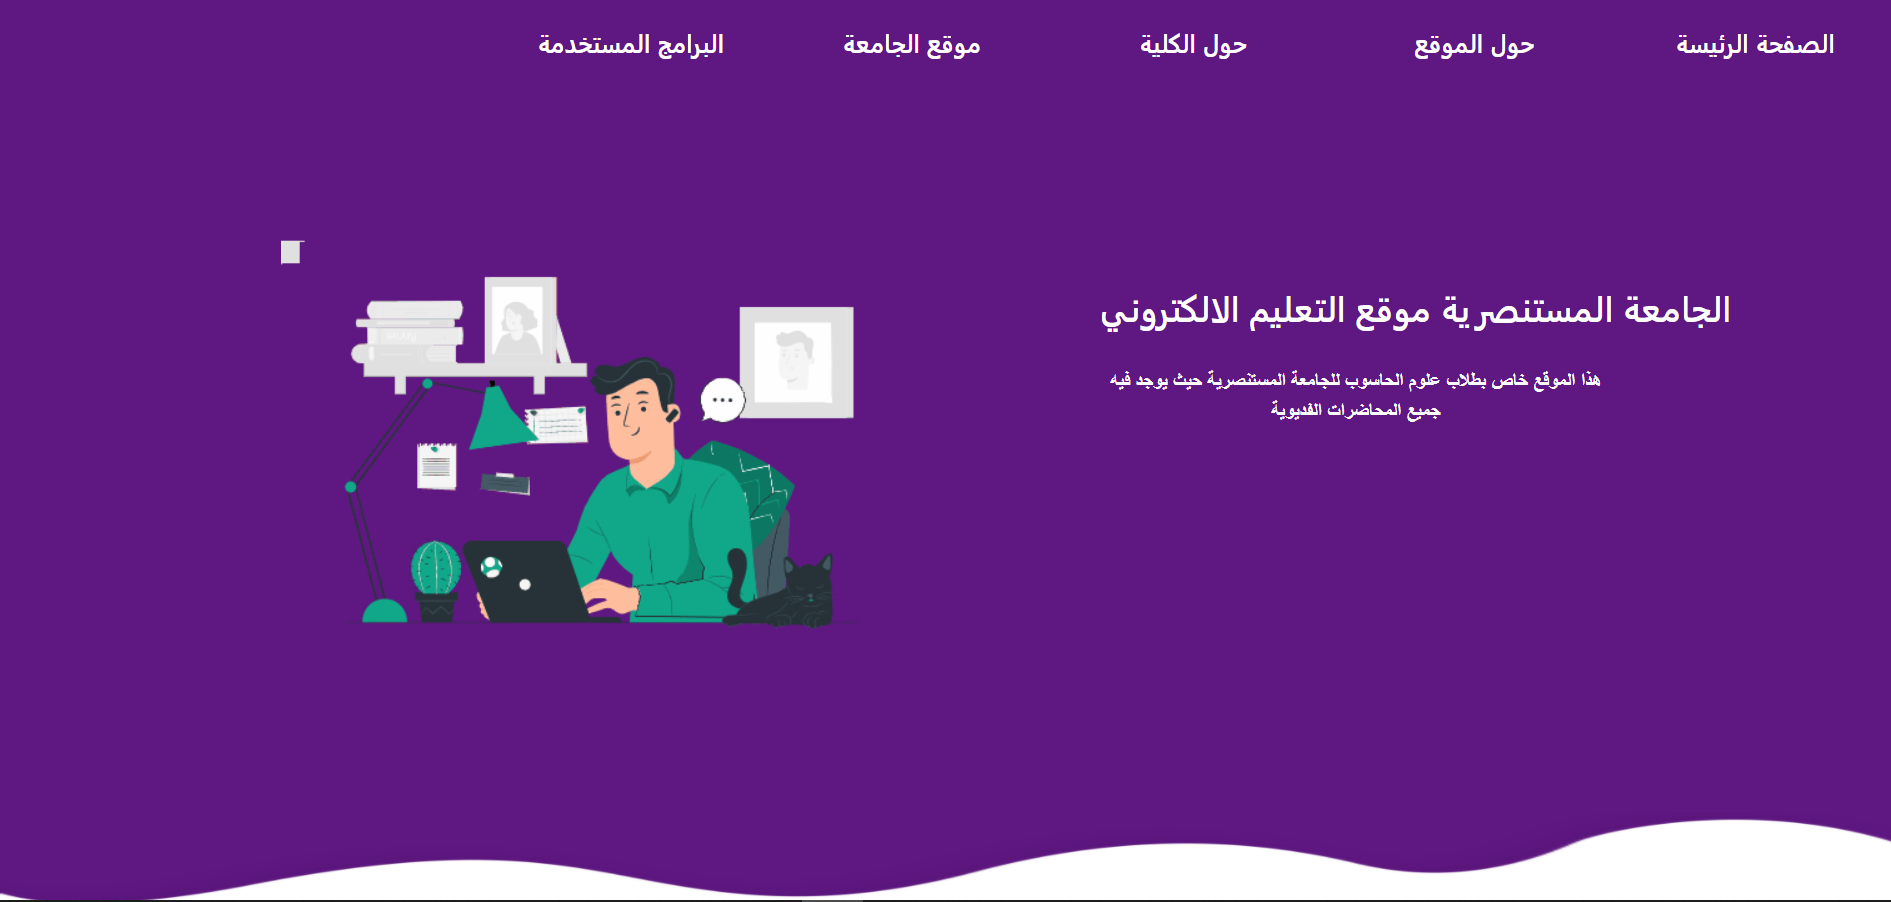 الصفحة الرئيسة
حول الموقع
حول الكلية
موقع الجامعة
البرامج المستخدمة
الجامعة المستنصرية موقع التعليم الالكتروني
هذا الموقع خاص بطلاب علوم الحاسوب للجامعة المستنصرية حيث يوجد فيه
جميع المحاضرات الفديوية